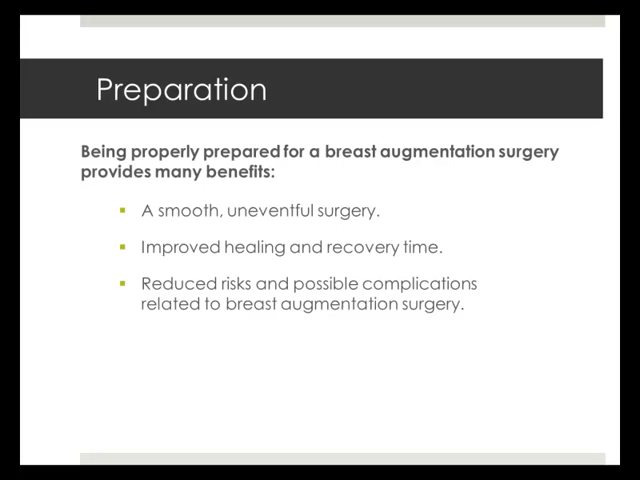 Preparation
Being properly prepared for a breast augmentation surgery
provides many benefits:
▪ A smooth, uneventful surgery.
▪ Improved healing and recovery time.
▪ Reduced risks and possible complications
related to breast augmentation surgery.